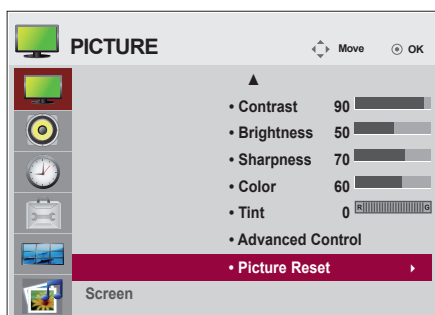 PICTURE Move OK
• Contrast 90
• Brightness 50
• Sharpness 70
• Color 60
• Tint 0 R G
• Advanced Control
• Picture Reset
Screen